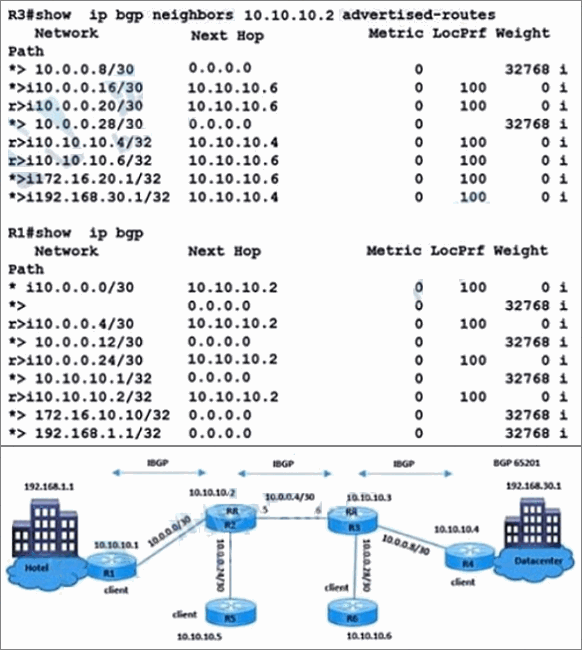 R3#show ip bgp neighbors 10.10.10.2 advertised-routes
Network Next Hop Metric LocPrf Weight
Path
*> 10.0.0.8/30 0.0.0.0 0 32768 i
*>i10.0.0.16/30 10.10.10.6 0 100 0 i
r>i10.0.0.20/30 10.10.10.6 0 100 0 i
*> 10.0.0.28/30 0.0.0.0 0 32768 i
r>i10.10.10.4/32 10.10.10.4 0 100 0 i
r>i10.10.10.6/32 10.10.10.6 0 100 0 i
*>i172.16.20.1/32 10.10.10.6 0 100 0 i
*>i192.168.30.1/32 10.10.10.4 0 100 0 i
R1#show ip bgp
Network Next Hop Metric LocPrf Weight
Path
* i10.0.0.0/30 10.10.10.2 0 100 0 i
*> 0.0.0.0 0 32768 i
r>i10.0.0.4/30 10.10.10.2 0 100 0 i
*> 10.0.0.12/30 0.0.0.0 0 32768 i
r>i10.0.0.24/30 10.10.10.2 0 100 0 i
*> 10.10.10.1/32 0.0.0.0 0 32768 i
r>i10.10.10.2/32 10.10.10.2 0 100 0 i
*> 172.16.10.10/32 0.0.0.0 0 32768 i
*> 192.168.1.1/32 0.0.0.0 0 32768 i
IBGP IBGP IBGP BGP 65201
192.168.1.1 10.10.10.2 10.0.0.4/30 10.10.10.3 192.168.30.1
RR .5 .6 RR
R2 R3
10.10.10.1 10.0.0.0/30 10.0.0.8/30 10.10.10.4
Hotel R1 R4 Datacenter
client 10.0.0.24/30 10.0.0.28/30 client
client client
R5 R6
10.10.10.5 10.10.10.6